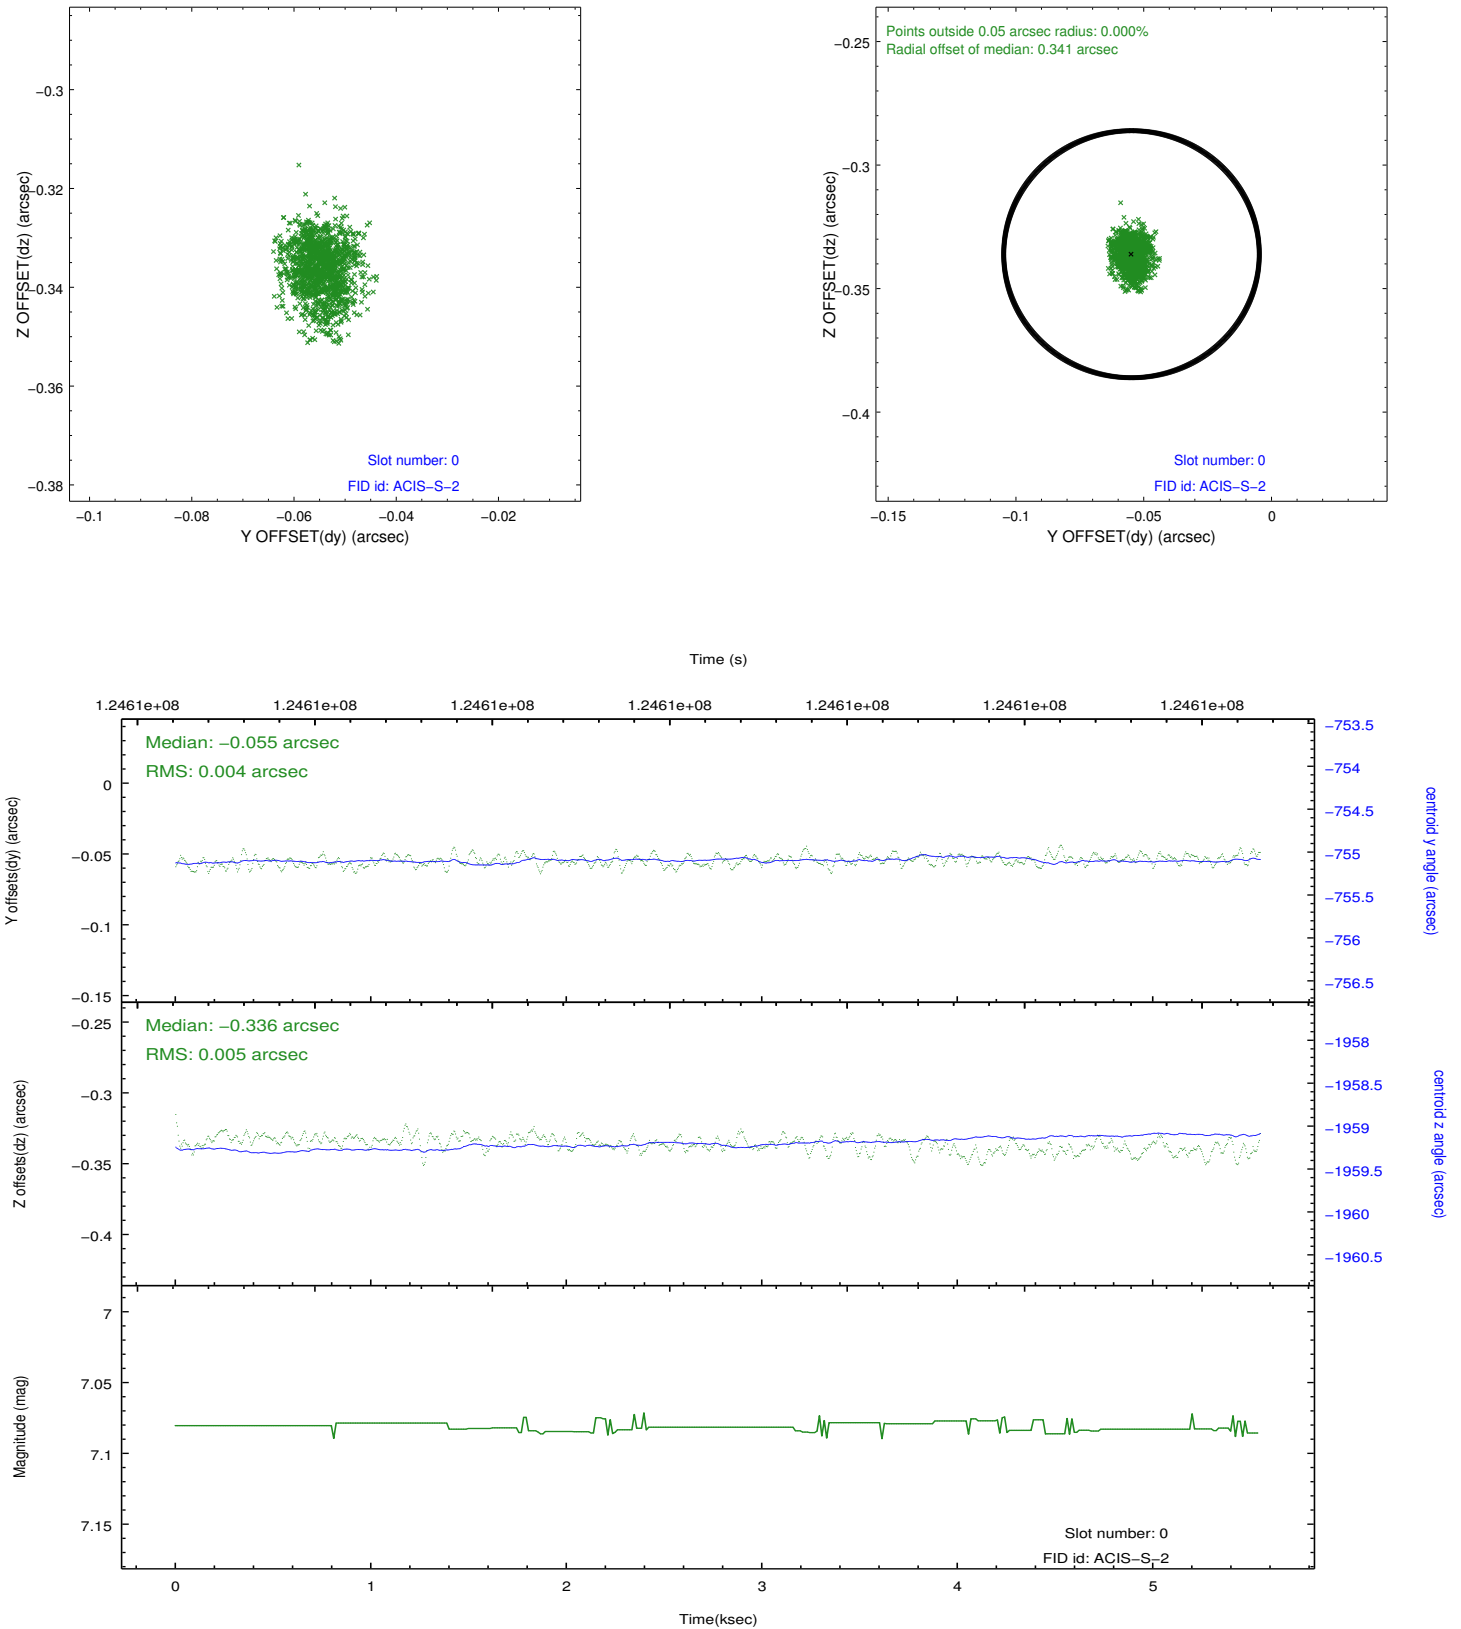 −0.3
−0.32
−0.34
−0.36
−0.38
Z OFFSET(dz) (arcsec)
Slot number: 0
FID id: ACIS−S−2
−0.1
−0.08
−0.06
−0.04
−0.02
Y OFFSET(dy) (arcsec)
Points outside 0.05 arcsec radius: 0.000%
Radial offset of median: 0.341 arcsec
−0.25
−0.3
−0.35
−0.4
Z OFFSET(dz) (arcsec)
Slot number: 0
FID id: ACIS−S−2
−0.15
−0.1
−0.05
0
Y OFFSET(dy) (arcsec)
Time (s)
1.2461e+08
1.2461e+08
1.2461e+08
1.2461e+08
1.2461e+08
1.2461e+08
1.2461e+08
Median: −0.055 arcsec
RMS: 0.004 arcsec
0
−0.05
−0.1
−0.15
Y offsets(dy) (arcsec)
−753.5
−754
−754.5
−755
−755.5
−756
−756.5
centroid y angle (arcsec)
Median: −0.336 arcsec
RMS: 0.005 arcsec
−0.25
−0.3
−0.35
−0.4
Z offsets(dz) (arcsec)
−1958
−1958.5
−1959
−1959.5
−1960
−1960.5
centroid z angle (arcsec)
7
7.05
7.1
7.15
Magnitude (mag)
Slot number: 0
FID id: ACIS−S−2
0
1
2
3
4
5
Time(ksec)